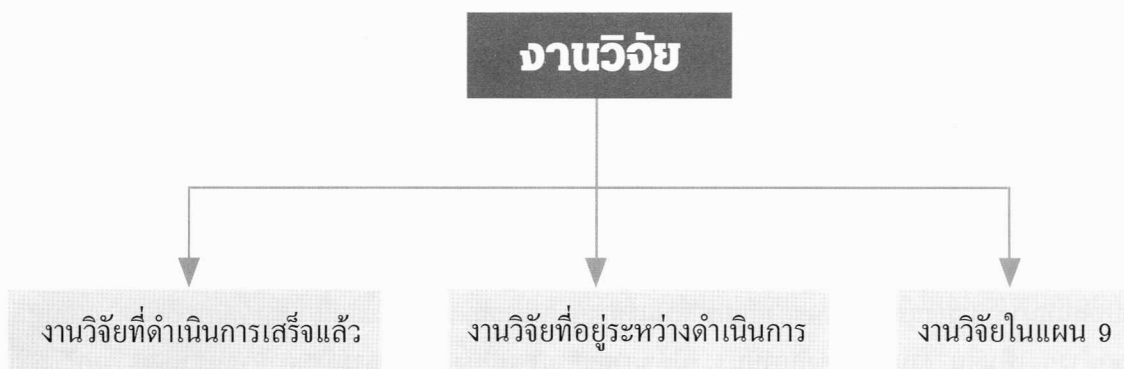 งานวิจัย
งานวิจัยที่ดำเนินการเสร็จแล้ว
งานวิจัยที่อยู่ระหว่างดำเนินการ
งานวิจัยในแผน 9